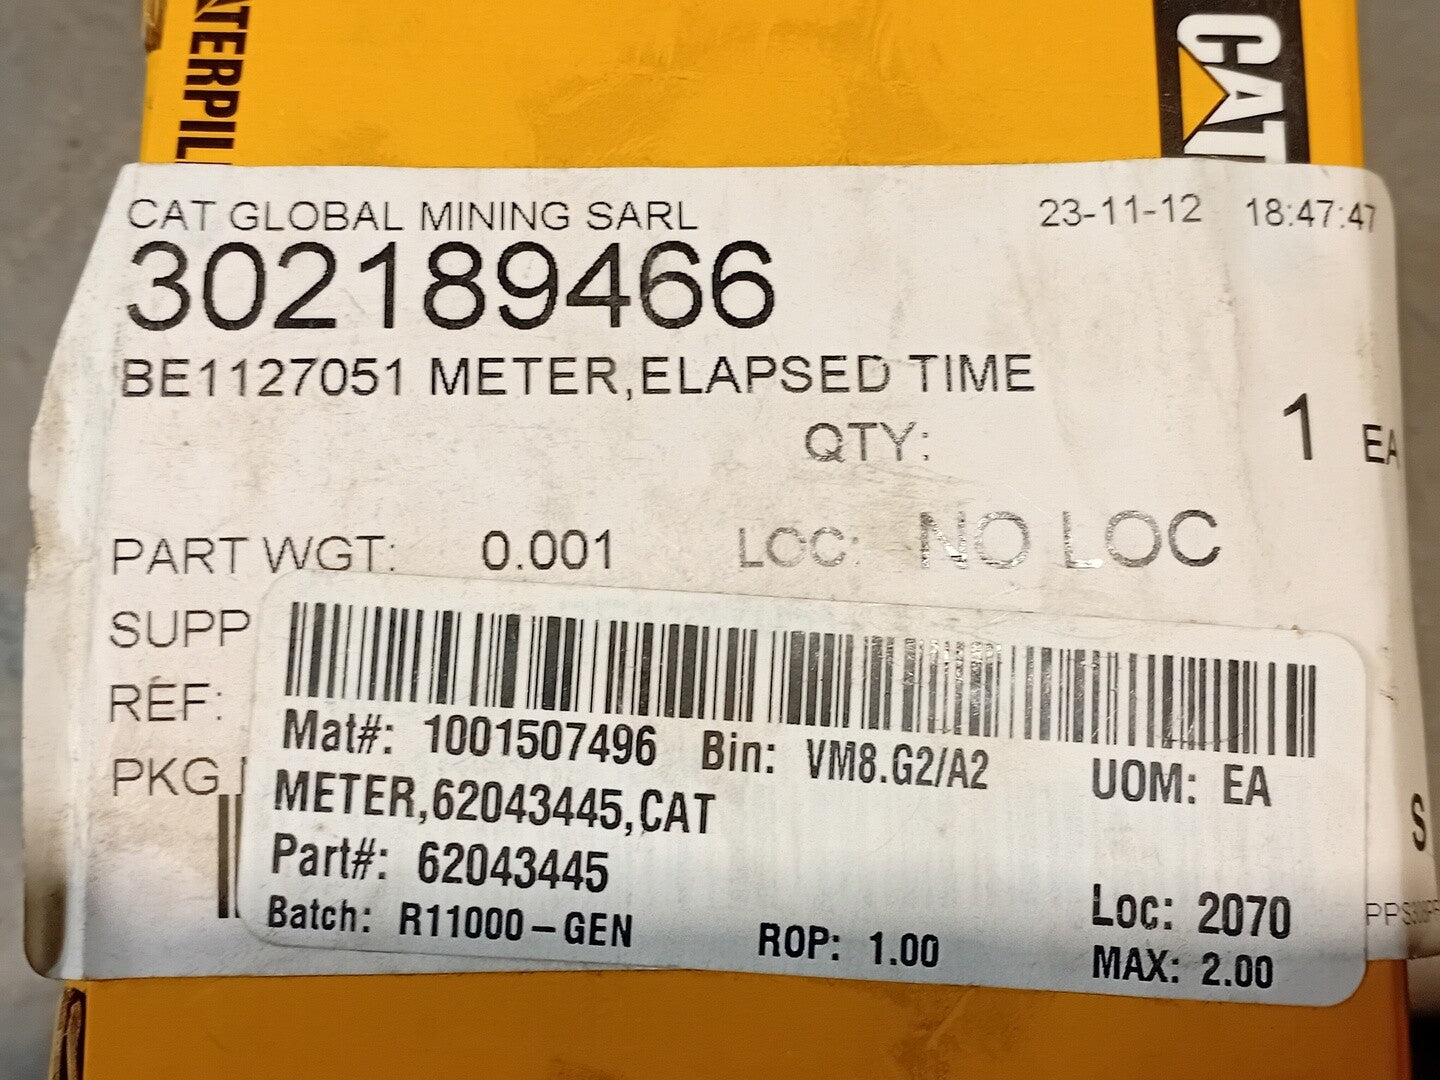 CAT
CAT GLOBAL MINING SARL 23-11-12 18:47:47
302189466
BE1127051 METER,ELAPSED TIME
QTY: 1 EA
PART WGT: 0.001 LOC: NO LOC
SUPP
REF:
PKG
Mat#: 1001507496 Bin: VM8.G2/A2 UOM: EA
METER,62043445,CAT
Part#: 62043445
Batch: R11000-GEN ROP: 1.00 Loc: 2070
MAX: 2.00
S